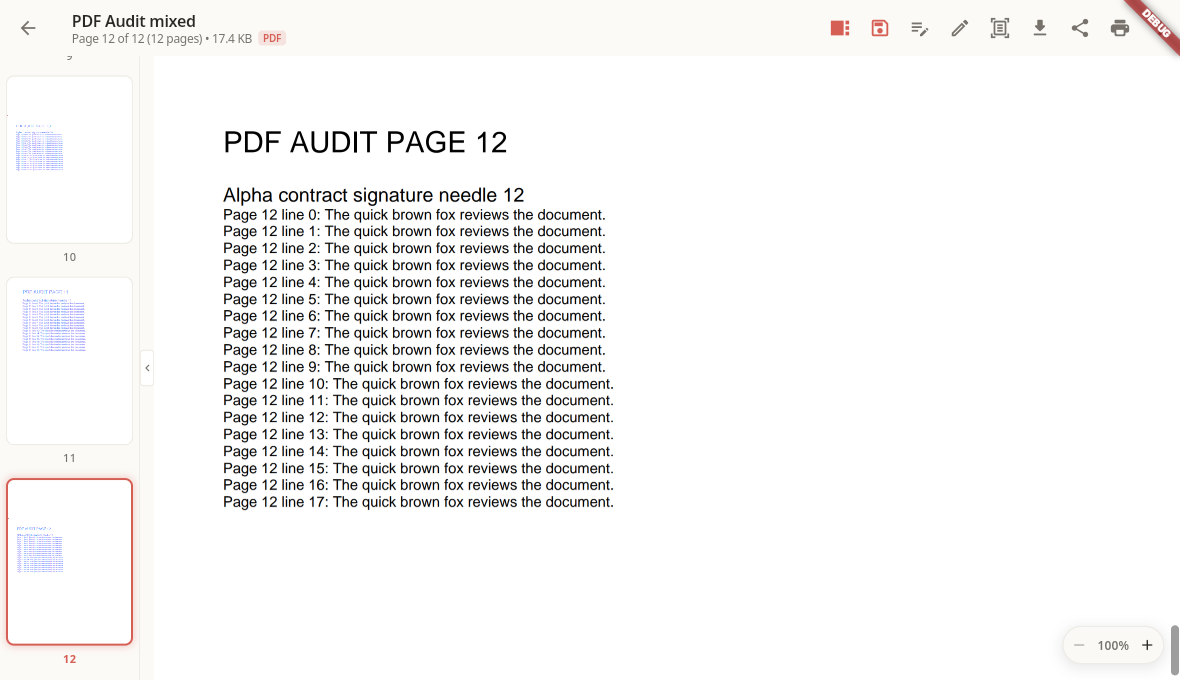 PDF Audit mixed
Page 12 of 12 (12 pages) • 17.4 KB PDF
DEBUG
10
11
12
PDF AUDIT PAGE 12
Alpha contract signature needle 12
Page 12 line 0: The quick brown fox reviews the document.
Page 12 line 1: The quick brown fox reviews the document.
Page 12 line 2: The quick brown fox reviews the document.
Page 12 line 3: The quick brown fox reviews the document.
Page 12 line 4: The quick brown fox reviews the document.
Page 12 line 5: The quick brown fox reviews the document.
Page 12 line 6: The quick brown fox reviews the document.
Page 12 line 7: The quick brown fox reviews the document.
Page 12 line 8: The quick brown fox reviews the document.
Page 12 line 9: The quick brown fox reviews the document.
Page 12 line 10: The quick brown fox reviews the document.
Page 12 line 11: The quick brown fox reviews the document.
Page 12 line 12: The quick brown fox reviews the document.
Page 12 line 13: The quick brown fox reviews the document.
Page 12 line 14: The quick brown fox reviews the document.
Page 12 line 15: The quick brown fox reviews the document.
Page 12 line 16: The quick brown fox reviews the document.
Page 12 line 17: The quick brown fox reviews the document.
100%